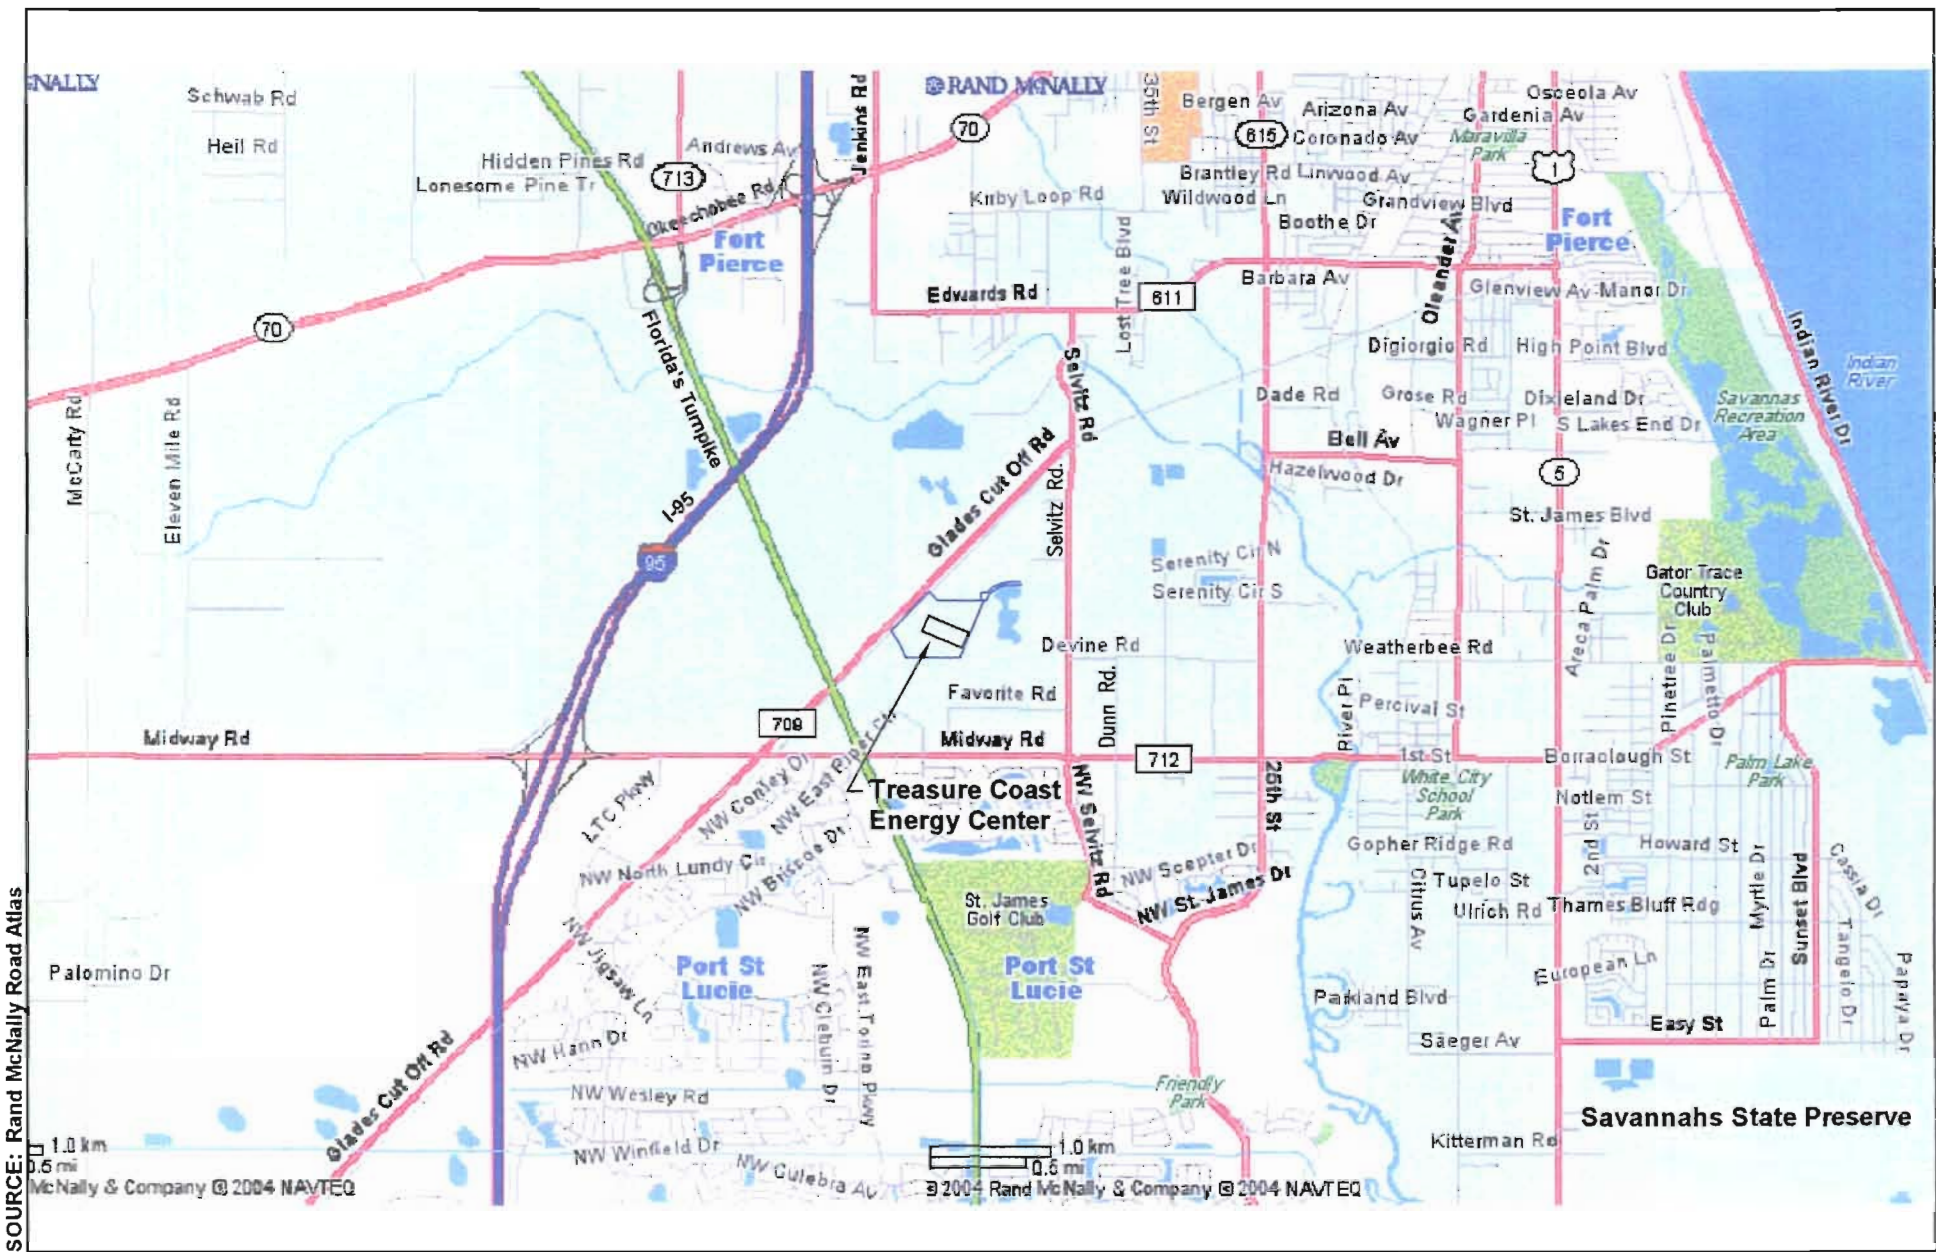 NALLY
RAND MCNALLY
Schwab Rd
Heil Rd
Hidden Pines Rd
Lonesome Pine Tr
713
Andrews Av
Okeechobee Rd
Jenkins Rd
70
35th St
Bergen Av
615
Arizona Av
Coronado Av
Osceola Av
Gardenia Av
Maravilla
Park
1
Kirby Loop Rd
Brantley Rd
Linwood Av
Wildwood Ln
Grandview Blvd
Boothe Dr
Oleander Av
Fort
Pierce
Fort
Pierce
Edwards Rd
Lost Tree Blvd
611
Barbara Av
Glenview Av
Manor Dr
70
Florida's Turnpike
Selvitz Rd
Digiorgio Rd
High Point Blvd
Indian River Dr
Indian
River
McCarty Rd
Eleven Mile Rd
Dade Rd
Grose Rd
Dixieland Dr
Wagner Pl
S Lakes End Dr
Savannas
Recreation
Area
Bell Av
Hazelwood Dr
5
I-95
95
Glades Cut Off Rd
Selvitz Rd.
St. James Blvd
Serenity Cir N
Serenity Cir S
Areca Palm Dr
Gator Trace
Country
Club
Devine Rd
Weatherbee Rd
Pinetree Dr
Palmetto Dr
Favorite Rd
Dunn Rd.
River Pl
Percival St
709
Midway Rd
Midway Rd
712
1st St
Borraclough St
White City
School
Park
Palm Lake
Park
LTC Pkwy
NW Conley Dr
NW East Piper Cir
Treasure Coast
Energy Center
NW Selvitz Rd
25th St
Notlem St
2nd St
NW North Lundy Cir
NW Briscoe Dr
NW Scepter Dr
Gopher Ridge Rd
Howard St
Myrtle Dr
Sunset Blvd
Cassia Dr
St. James
Golf Club
NW St. James Dr
Citrus Av
Tupelo St
Ulrich Rd
Thames Bluff Rdg
NW Jigsaw Ln
Port St
Lucie
Port St
Lucie
Palomino Dr
NW Cleburn Dr
NW East Torino Pkwy
European Ln
Palm Dr
Tangelo Dr
Papaya Dr
Parkland Blvd
Easy St
Saeger Av
NW Hann Dr
Glades Cut Off Rd
NW Wesley Rd
Friendly
Park
Savannahs State Preserve
Kitterman Rd
NW Winfield Dr
NW Culebra Av
1.0 km
0.5 mi
1.0 km
0.5 mi
McNally & Company © 2004 NAVTEQ
© 2004 Rand McNally & Company © 2004 NAVTEQ
SOURCE: Rand McNally Road Atlas